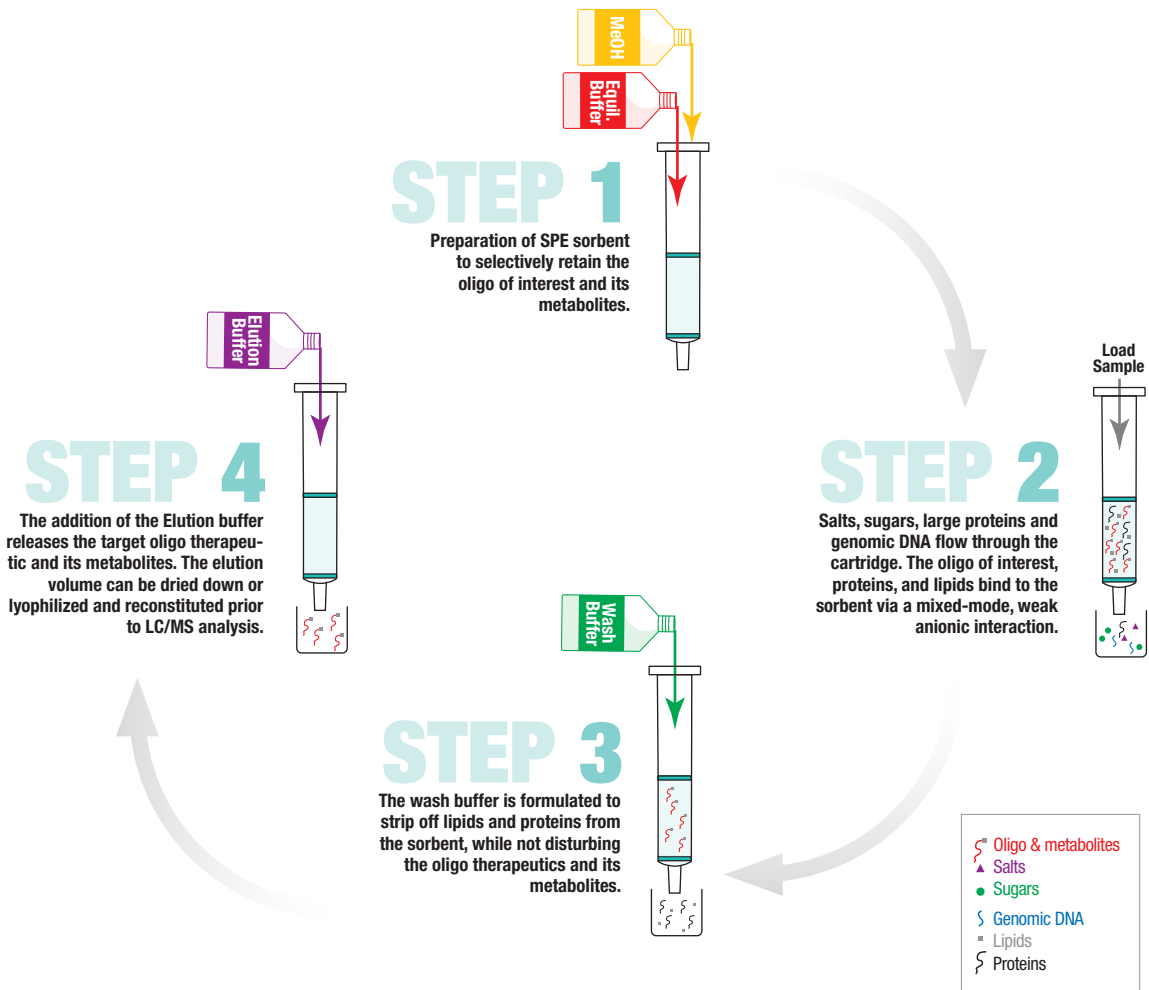 MeOH
Equil.
Buffer
STEP 1
Preparation of SPE sorbent
to selectively retain the
oligo of interest and its
metabolites.
Load
Sample
STEP 2
Salts, sugars, large proteins and
genomic DNA flow through the
cartridge. The oligo of interest,
proteins, and lipids bind to the
sorbent via a mixed-mode, weak
anionic interaction.
Wash
Buffer
STEP 3
The wash buffer is formulated to
strip off lipids and proteins from
the sorbent, while not disturbing
the oligo therapeutics and its
metabolites.
Elution
Buffer
STEP 4
The addition of the Elution buffer
releases the target oligo therapeu-
tic and its metabolites. The elution
volume can be dried down or
lyophilized and reconstituted prior
to LC/MS analysis.
Oligo & metabolites
Salts
Sugars
Genomic DNA
Lipids
Proteins